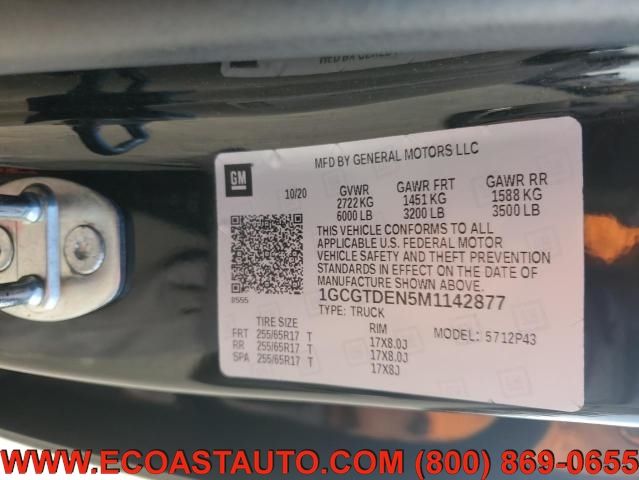 MFD BY GENERAL MOTORS LLC
GM
10/20 GVWR GAWR FRT GAWR RR
2722 KG 1451 KG 1588 KG
6000 LB 3200 LB 3500 LB
THIS VEHICLE CONFORMS TO ALL
APPLICABLE U.S. FEDERAL MOTOR
VEHICLE SAFETY AND THEFT PREVENTION
STANDARDS IN EFFECT ON THE DATE OF
MANUFACTURE SHOWN ABOVE.
8555
1GCGTDEN5M1142877
TYPE: TRUCK
TIRE SIZE RIM MODEL: 5712P43
FRT 255/65R17 T 17X8.0J
RR 255/65R17 T 17X8.0J
SPA 255/65R17 T 17X8J
WWW.ECOASTAUTO.COM (800) 869-0655